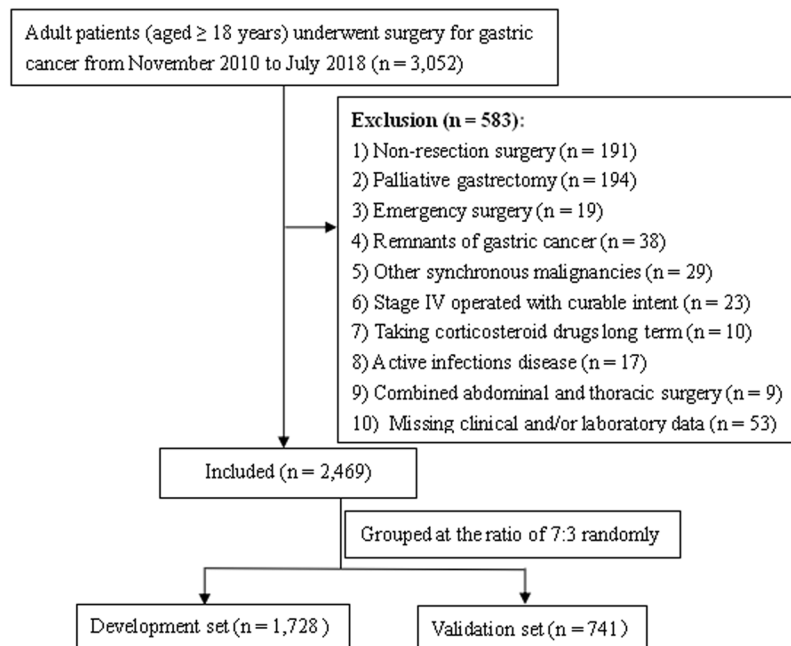 Adult patients (aged ≥ 18 years) underwent surgery for gastric
cancer from November 2010 to July 2018 (n = 3,052)
Exclusion (n = 583):
1) Non-resection surgery (n = 191)
2) Palliative gastrectomy (n = 194)
3) Emergency surgery (n = 19)
4) Remnants of gastric cancer (n = 38)
5) Other synchronous malignancies (n = 29)
6) Stage IV operated with curable intent (n = 23)
7) Taking corticosteroid drugs long term (n = 10)
8) Active infections disease (n = 17)
9) Combined abdominal and thoracic surgery (n = 9)
10) Missing clinical and/or laboratory data (n = 53)
Included (n = 2,469)
Grouped at the ratio of 7:3 randomly
Development set (n = 1,728 )
Validation set (n = 741)